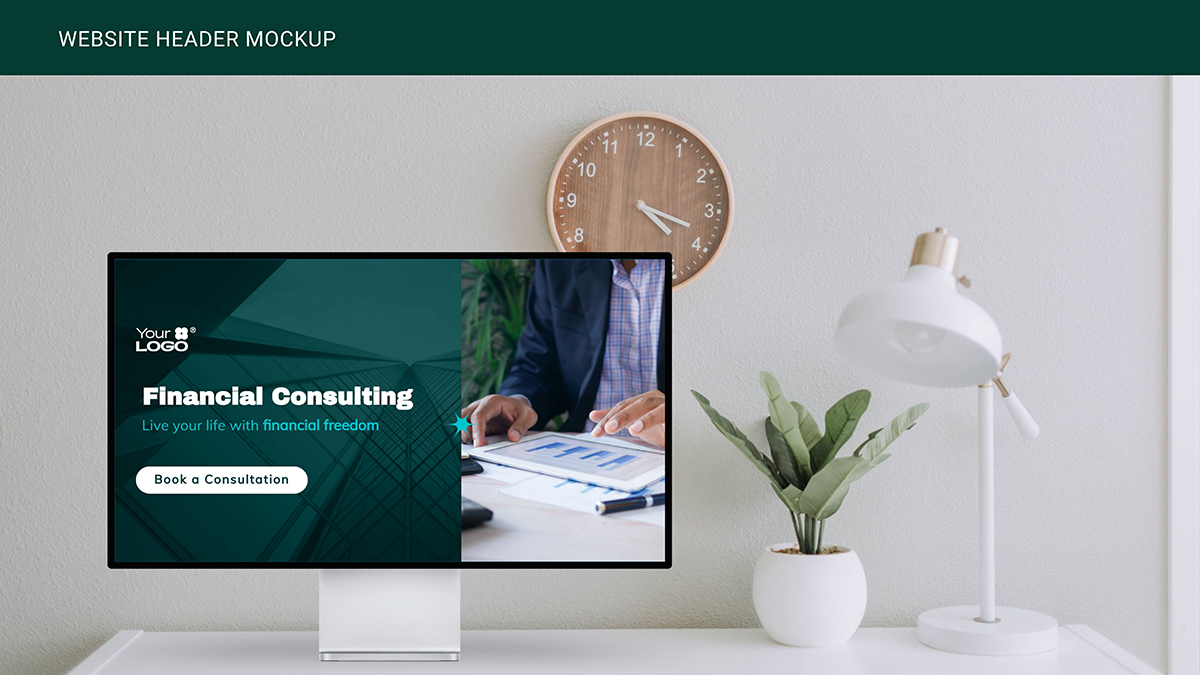 WEBSITE HEADER MOCKUP
12
11
1
10
2
9
3
8
4
5
Your ®
LOGO
Financial Consulting
Live your life with financial freedom
Book a Consultation